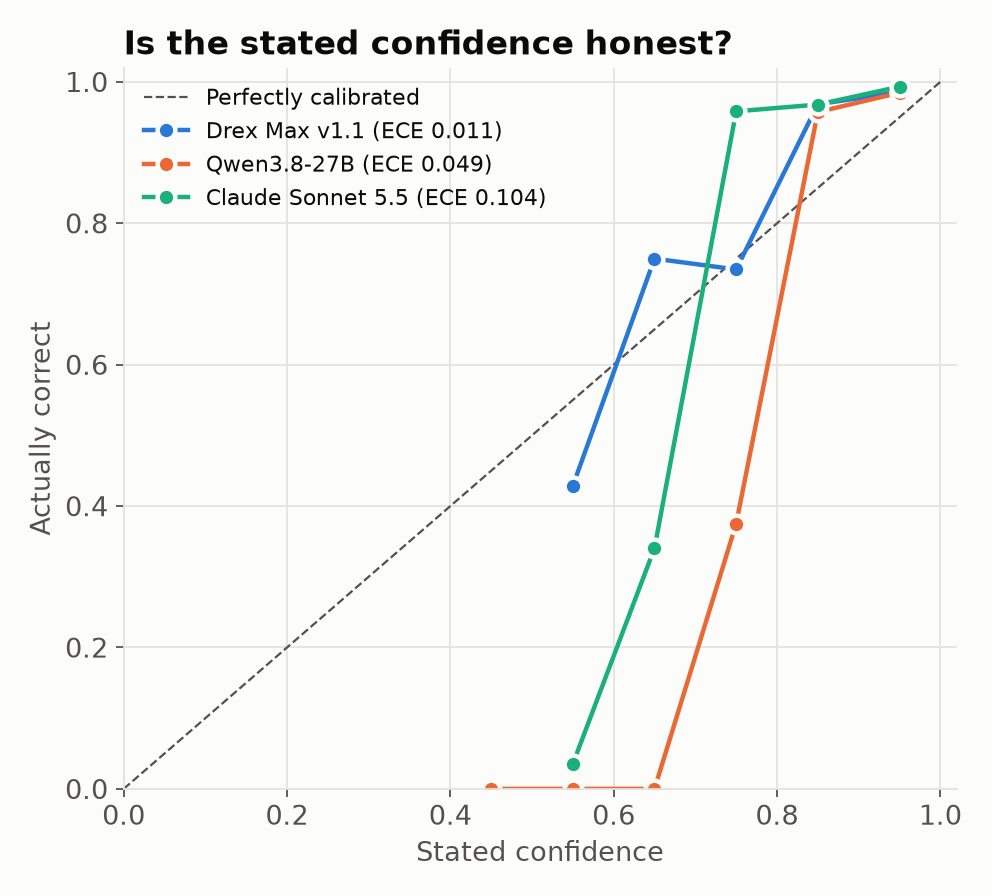 Is the stated confidence honest?
1.0
0.8
0.6
0.4
0.2
0.0
Actually correct
Perfectly calibrated
Drex Max v1.1 (ECE 0.011)
Qwen3.8-27B (ECE 0.049)
Claude Sonnet 5.5 (ECE 0.104)
0.0 0.2 0.4 0.6 0.8 1.0
Stated confidence